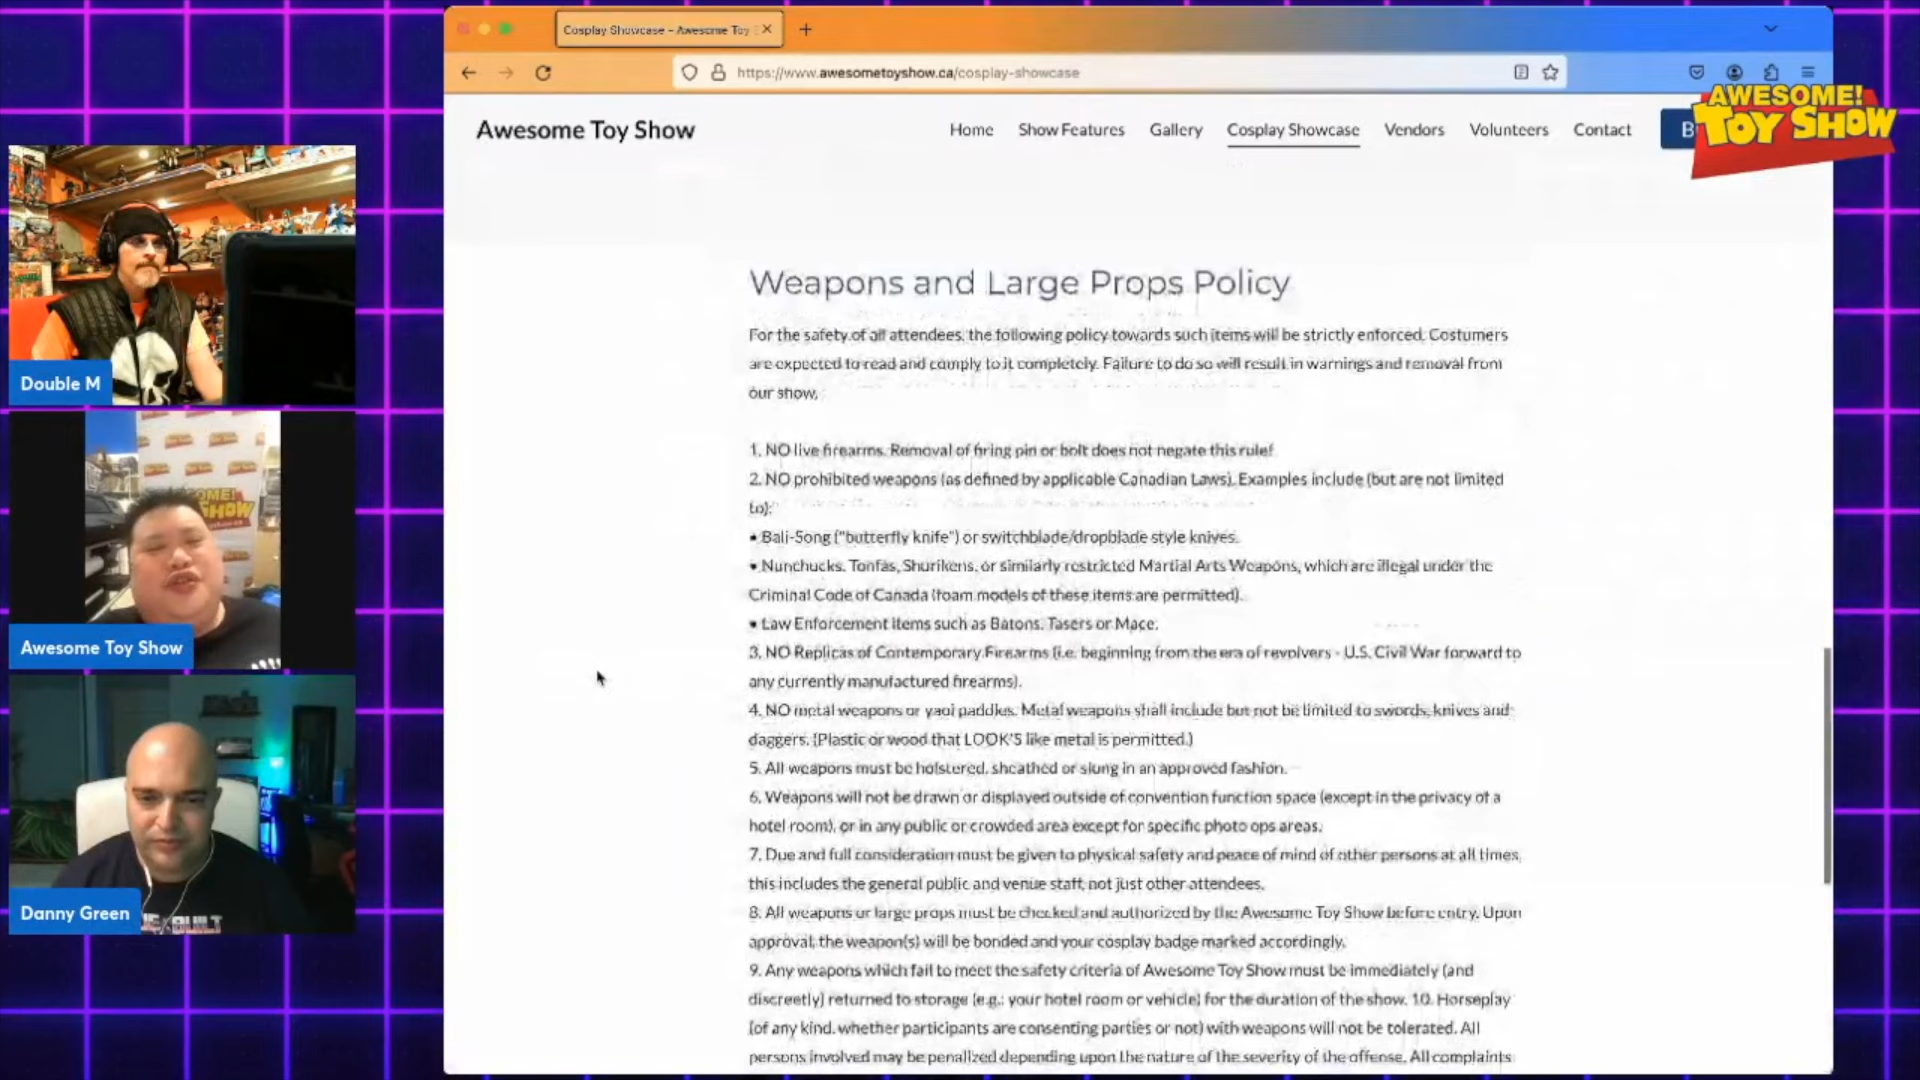 Cosplay Showcase – Awesome Toy
https://www.awesometoyshow.ca/cosplay-showcase
Awesome Toy Show
Home
Show Features
Gallery
Cosplay Showcase
Vendors
Volunteers
Contact
B
AWESOME!
TOY SHOW
Weapons and Large Props Policy
For the safety of all attendees, the following policy towards such items will be strictly enforced. Costumers
are expected to read and comply to it completely. Failure to do so will result in warnings and removal from
our show.
1. NO live firearms. Removal of firing pin or bolt does not negate this rule!
2. NO prohibited weapons (as defined by applicable Canadian Laws). Examples include (but are not limited
to):
• Bali-Song ("butterfly knife") or switchblade/dropblade style knives.
• Nunchucks, Tonfas, Shurikens, or similarly restricted Martial Arts Weapons, which are illegal under the
Criminal Code of Canada (foam models of these items are permitted).
• Law Enforcement items such as Batons, Tasers or Mace.
3. NO Replicas of Contemporary Firearms (i.e. beginning from the era of revolvers - U.S. Civil War forward to
any currently manufactured firearms).
4. NO metal weapons or yaoi paddles. Metal weapons shall include but not be limited to swords, knives and
daggers. (Plastic or wood that LOOK'S like metal is permitted.)
5. All weapons must be holstered, sheathed or slung in an approved fashion.
6. Weapons will not be drawn or displayed outside of convention function space (except in the privacy of a
hotel room), or in any public or crowded area except for specific photo ops areas.
7. Due and full consideration must be given to physical safety and peace of mind of other persons at all times,
this includes the general public and venue staff, not just other attendees.
8. All weapons or large props must be checked and authorized by the Awesome Toy Show before entry. Upon
approval, the weapon(s) will be bonded and your cosplay badge marked accordingly.
9. Any weapons which fail to meet the safety criteria of Awesome Toy Show must be immediately (and
discreetly) returned to storage (e.g.: your hotel room or vehicle) for the duration of the show. 10. Horseplay
(of any kind, whether participants are consenting parties or not) with weapons will not be tolerated. All
persons involved may be penalized depending upon the nature of the severity of the offense. All complaints
Double M
Awesome Toy Show
Danny Green